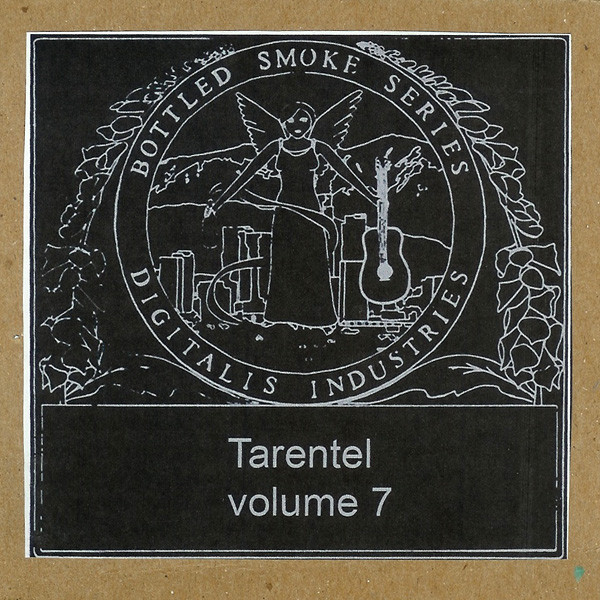 BOTTLED SMOKE SERIES
DIGITALIS INDUSTRIES
Tarentel
volume 7